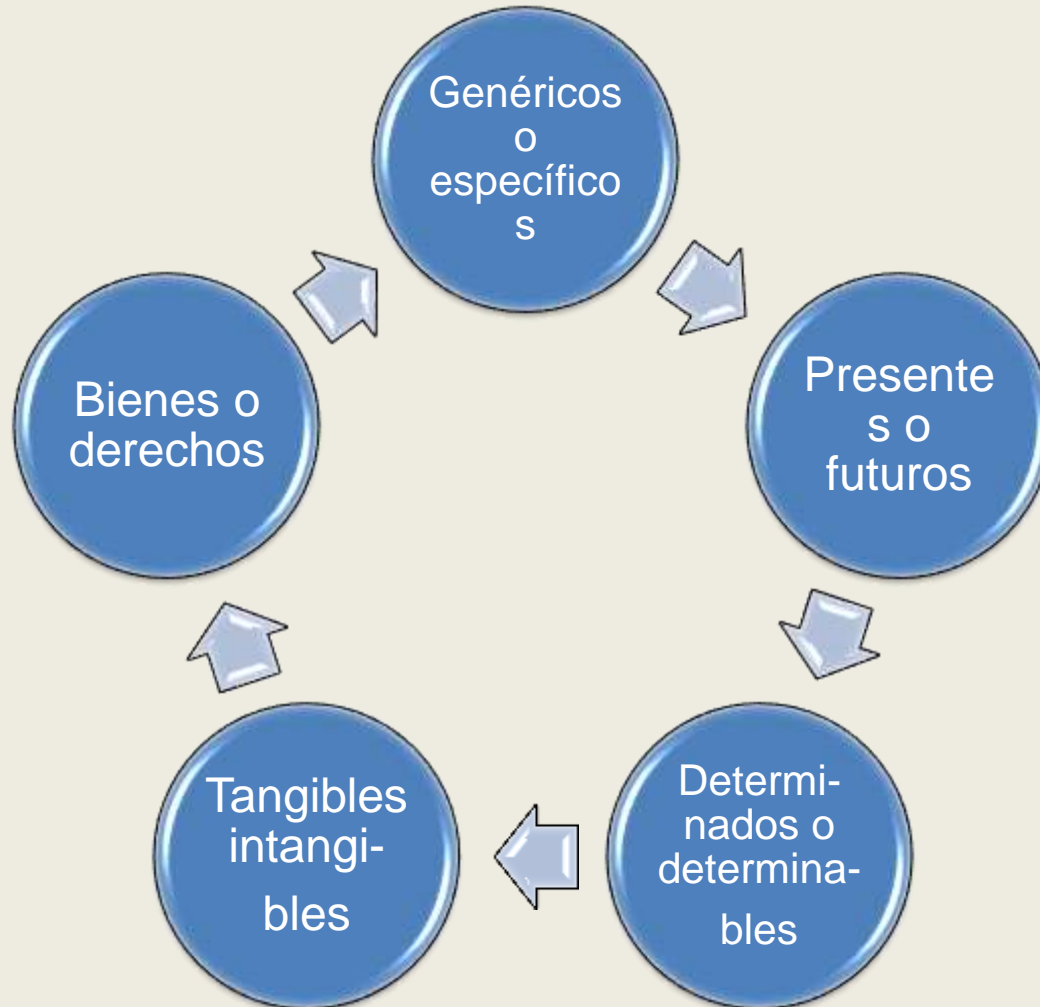 Genéricos
o
específico
s
Presente
s o
futuros
Determi-
nados o
determina-
bles
Tangibles
intangi-
bles
Bienes o
derechos